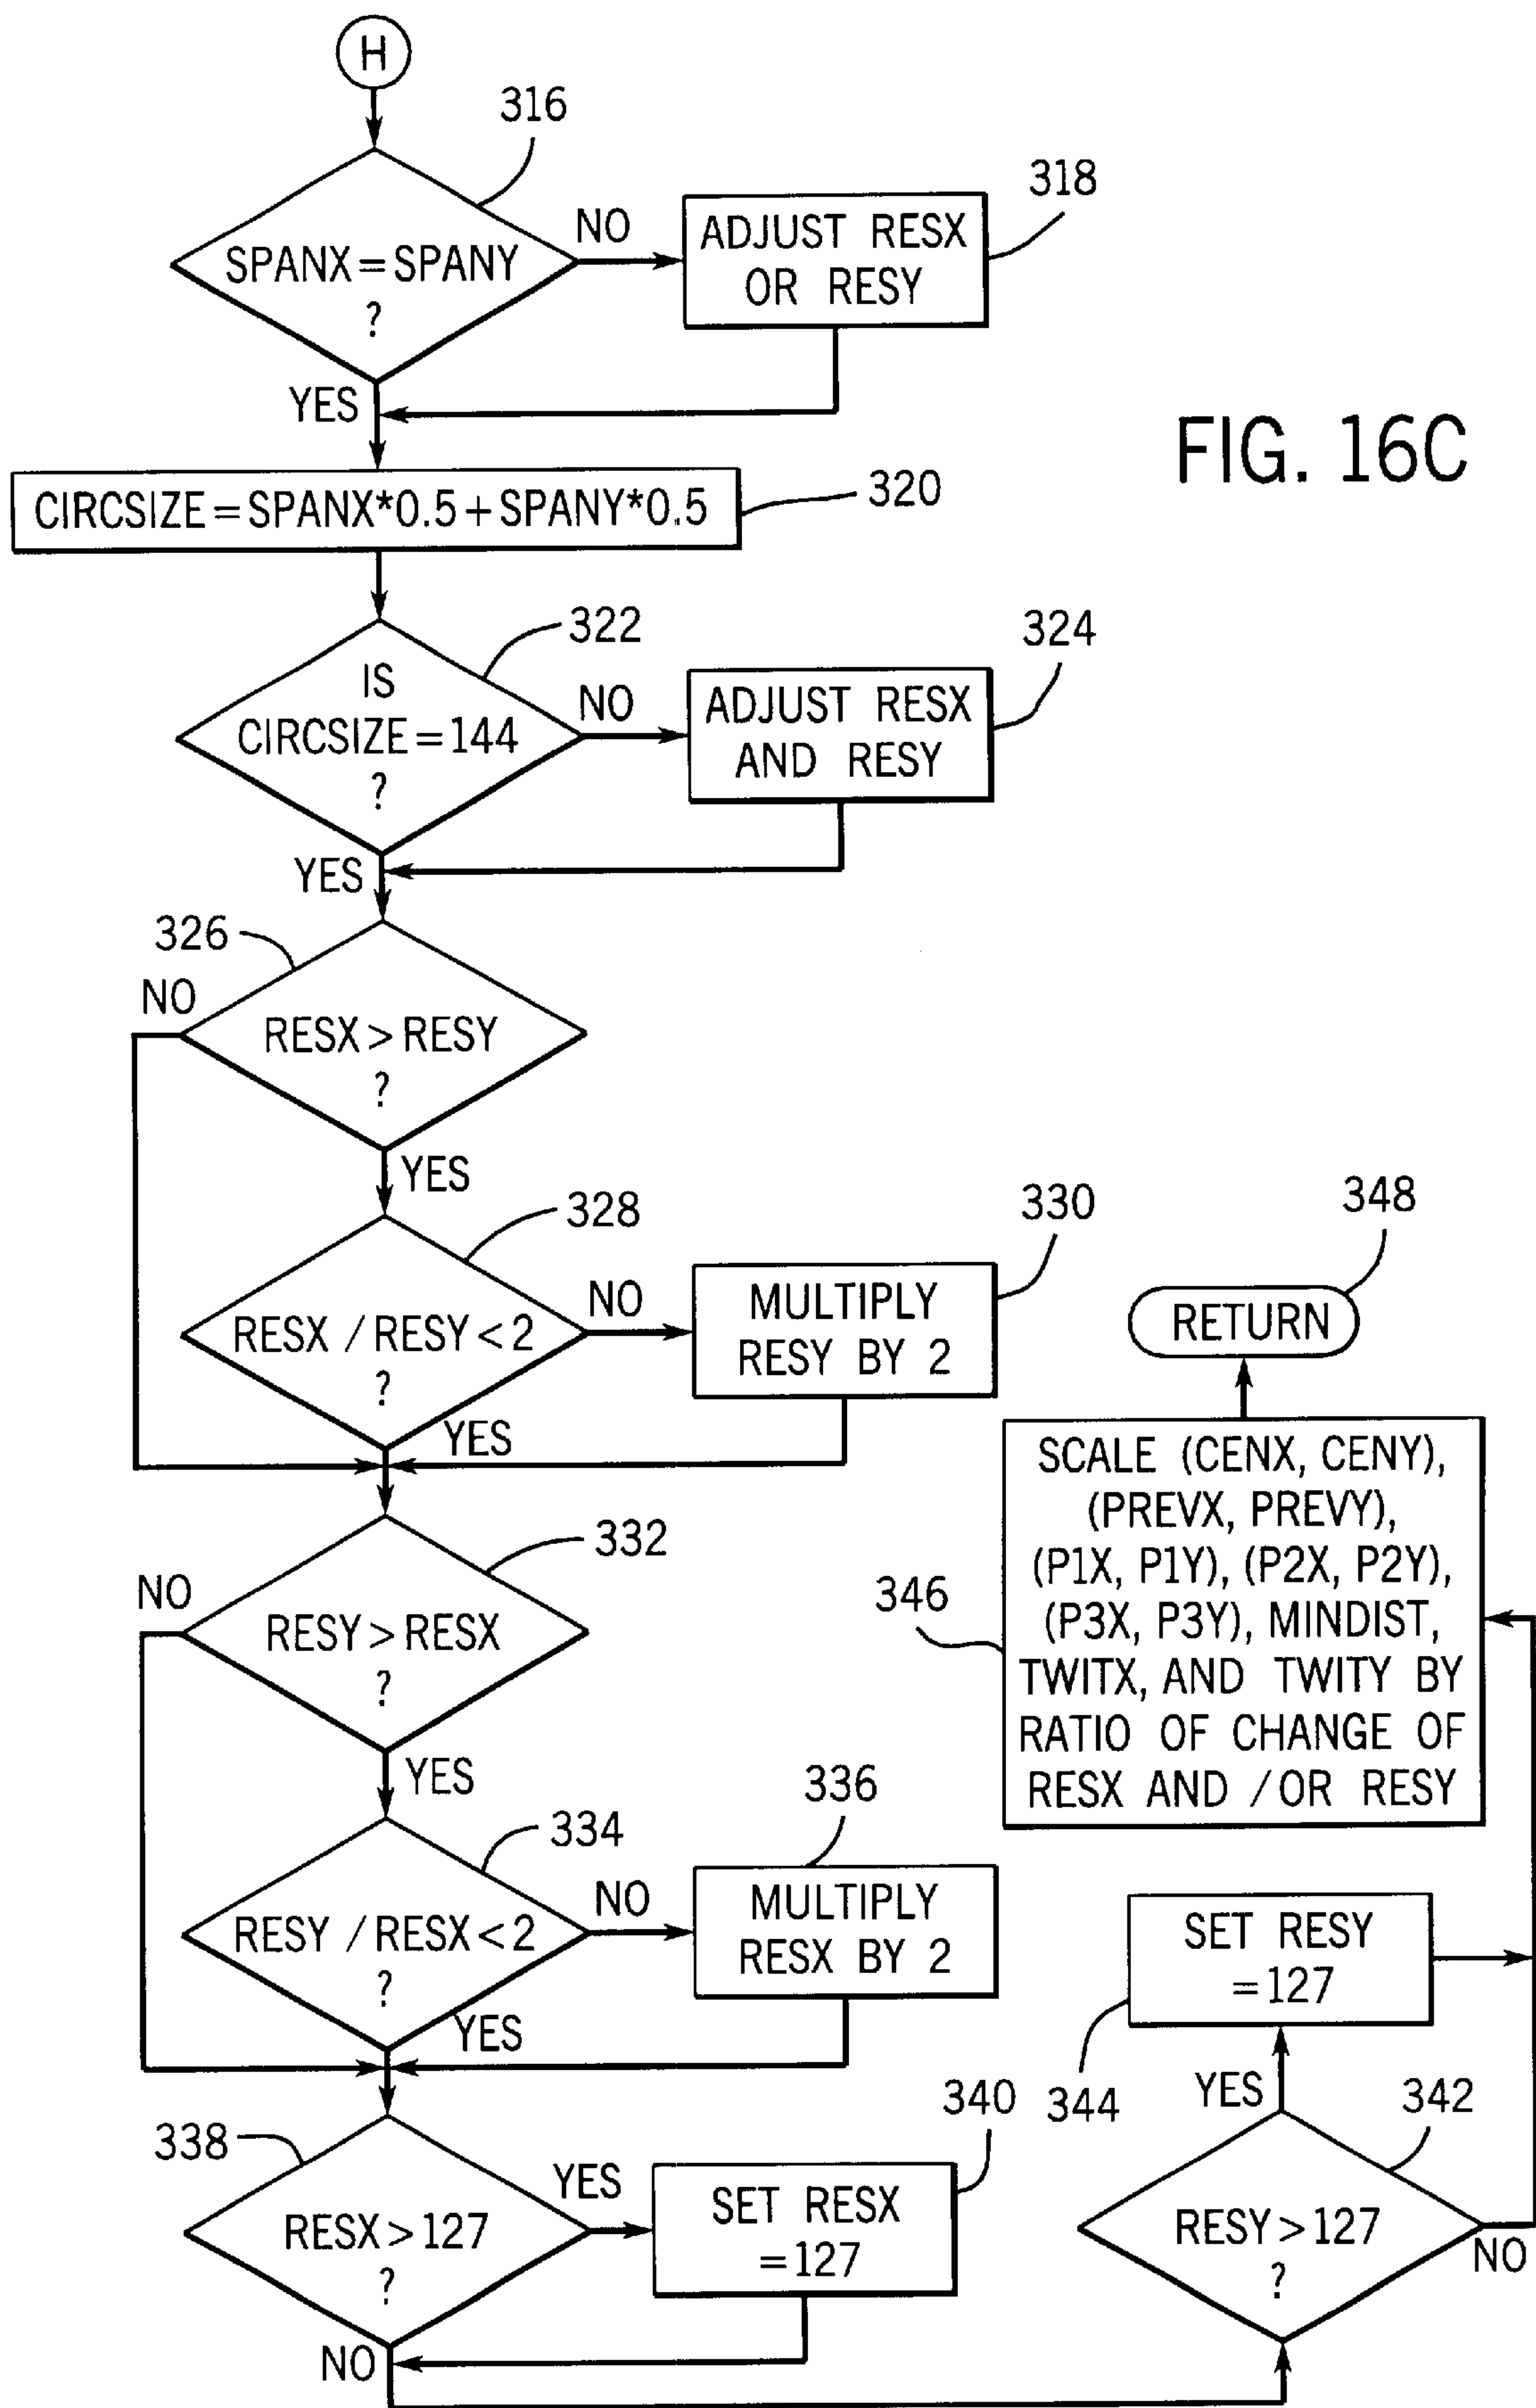 H
316
SPANX=SPANY
?
NO
ADJUST RESX
OR RESY
318
YES
FIG. 16C
CIRCSIZE=SPANX*0.5+SPANY*0.5
320
322
IS
CIRCSIZE=144
?
NO
ADJUST RESX
AND RESY
324
YES
326
NO
RESX>RESY
?
YES
328
RESX /RESY<2
?
NO
MULTIPLY
RESY BY 2
330
YES
332
NO
RESY>RESX
?
YES
334
RESY /RESX<2
?
NO
MULTIPLY
RESX BY 2
336
YES
338
RESX>127
?
YES
SET RESX
=127
340
NO
342
RESY>127
?
NO
YES
SET RESY
=127
344
346
SCALE (CENX, CENY),
(PREVX, PREVY),
(P1X, P1Y), (P2X, P2Y),
(P3X, P3Y), MINDIST,
TWITX, AND TWITY BY
RATIO OF CHANGE OF
RESX AND /OR RESY
RETURN
348